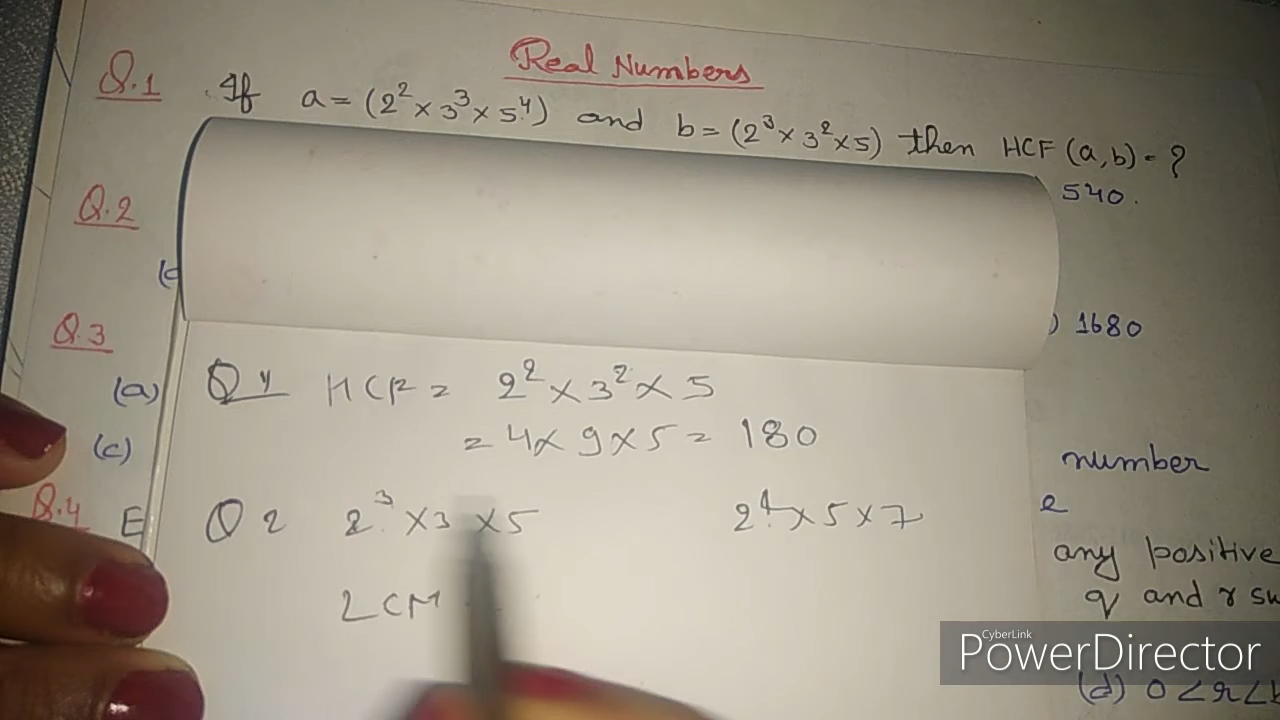 Real Numbers
Q.1 If a = (2² × 3³ × 5⁴) and b = (2³ × 3² × 5) then HCF (a,b) = ?
540.
Q.2
(c
) 1680
Q.3
(a)
(c)
number
Q.4 E
e
any positive
q and r su
(d) 0 < r < b
Q 1 HCF = 2² × 3² × 5
= 4 × 9 × 5 = 180
Q 2 2³ × 3 × 5 2⁴ × 5 × 7
LCM
CyberLink
PowerDirector